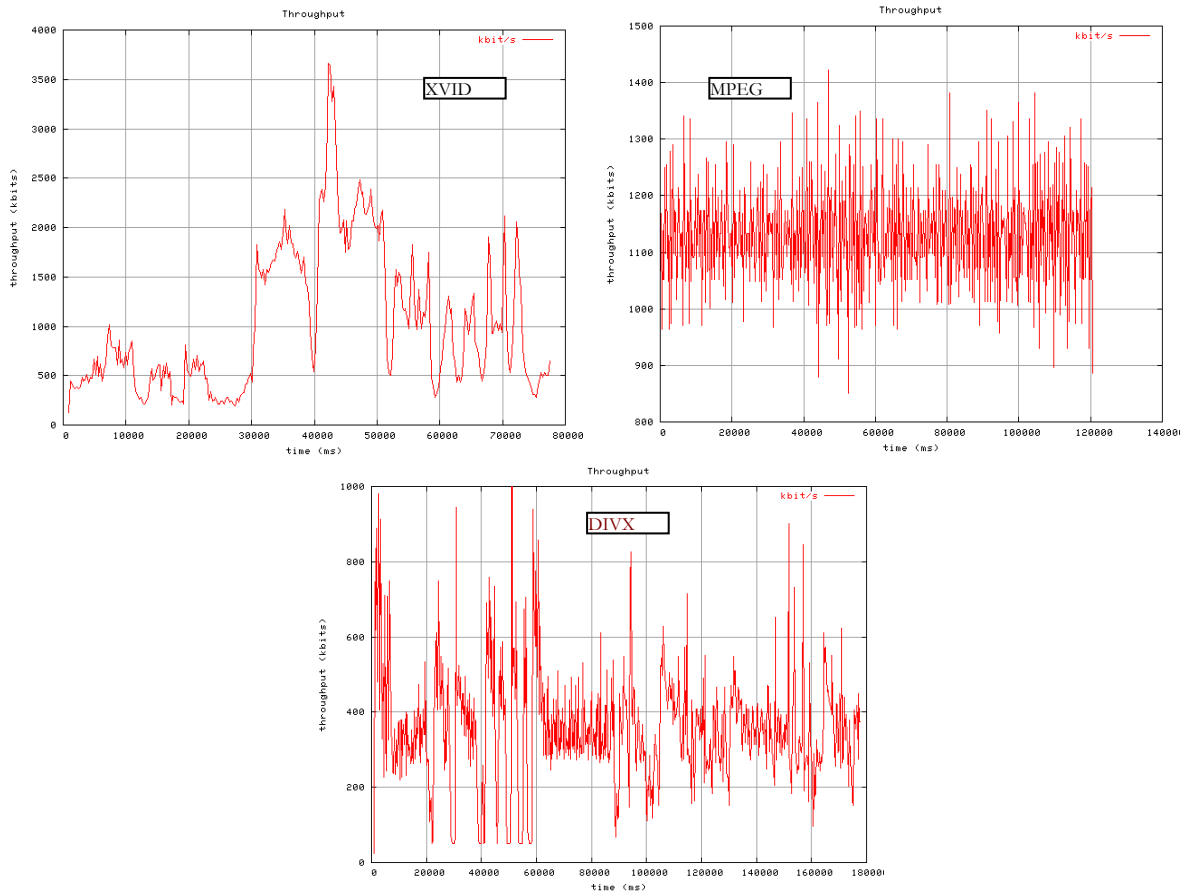 Throughput
kbit/s
XVID
throughput (kbits)
4000
3500
3000
2500
2000
1500
1000
500
0
0 10000 20000 30000 40000 50000 60000 70000 80000
time (ms)
Throughput
kbit/s
MPEG
throughput (kbits)
1500
1400
1300
1200
1100
1000
900
800
0 20000 40000 60000 80000 100000 120000 14000
time (ms)
Throughput
kbit/s
DIVX
throughput (kbits)
1000
800
600
400
200
0
0 20000 40000 60000 80000 100000 120000 140000 160000 18000
time (ms)